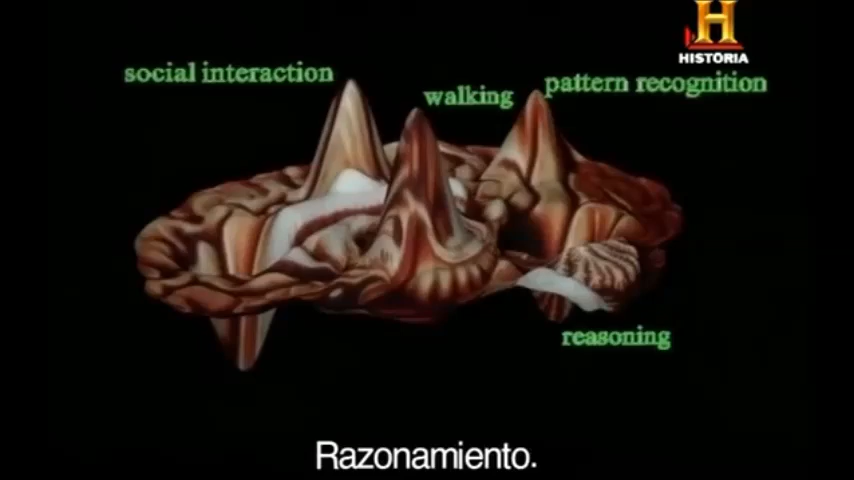 H
HISTORIA
social interaction
walking
pattern recognition
reasoning
Razonamiento.